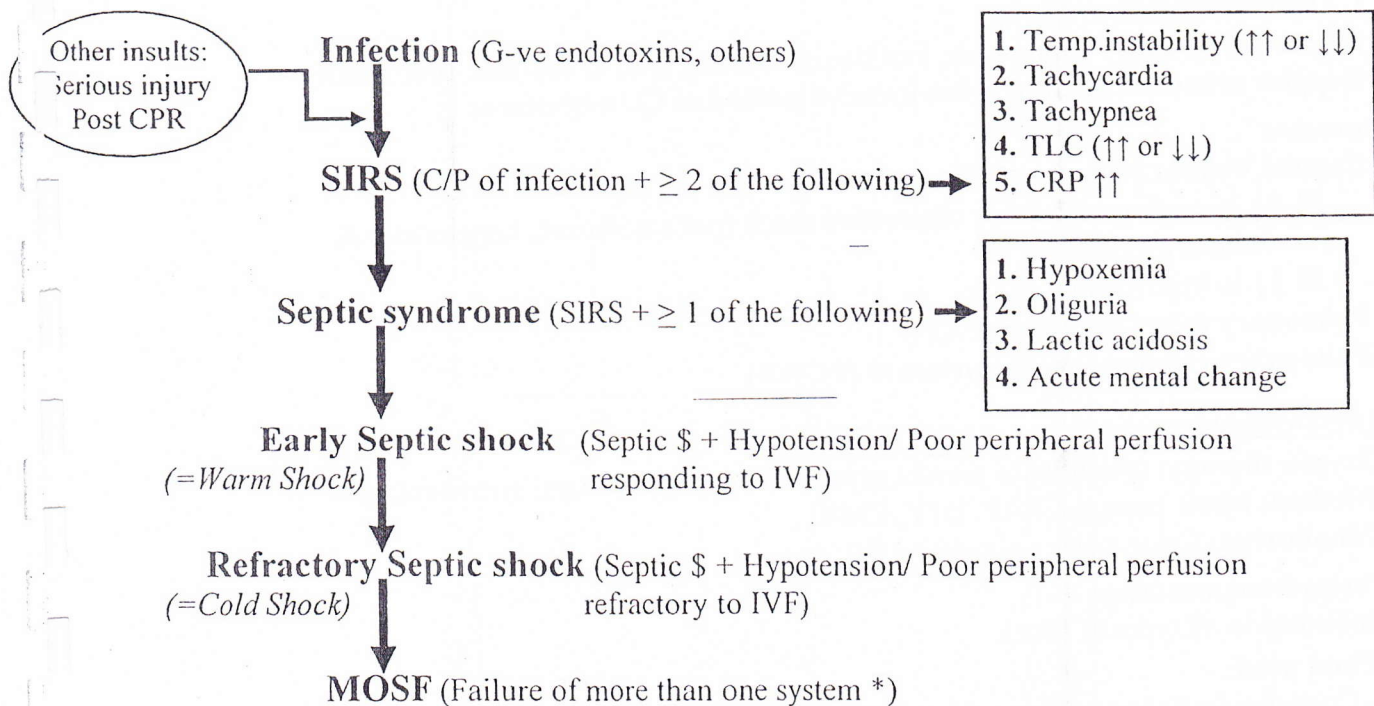 Other insults:
Serious injury
Post CPR
Infection (G-ve endotoxins, others)
1. Temp.instability (↑↑ or ↓↓)
2. Tachycardia
3. Tachypnea
4. TLC (↑↑ or ↓↓)
5. CRP ↑↑
SIRS (C/P of infection + ≥ 2 of the following)
Septic syndrome (SIRS + ≥ 1 of the following)
1. Hypoxemia
2. Oliguria
3. Lactic acidosis
4. Acute mental change
Early Septic shock (Septic $ + Hypotension/ Poor peripheral perfusion
(=Warm Shock) responding to IVF)
Refractory Septic shock (Septic $ + Hypotension/ Poor peripheral perfusion
(=Cold Shock) refractory to IVF)
MOSF (Failure of more than one system *)